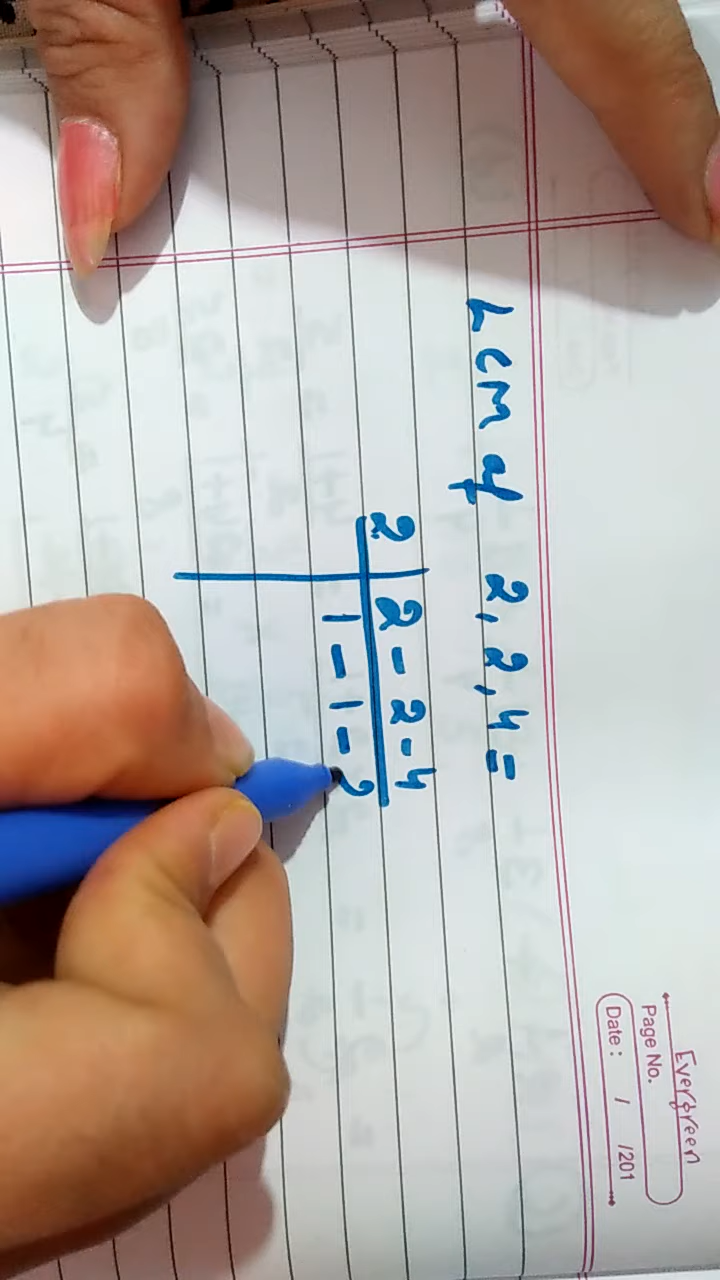 Evergreen
Page No.
Date : / /201
Lcm of 2, 2, 4 =
2 | 2 - 2 - 4
1 - 1 - 2